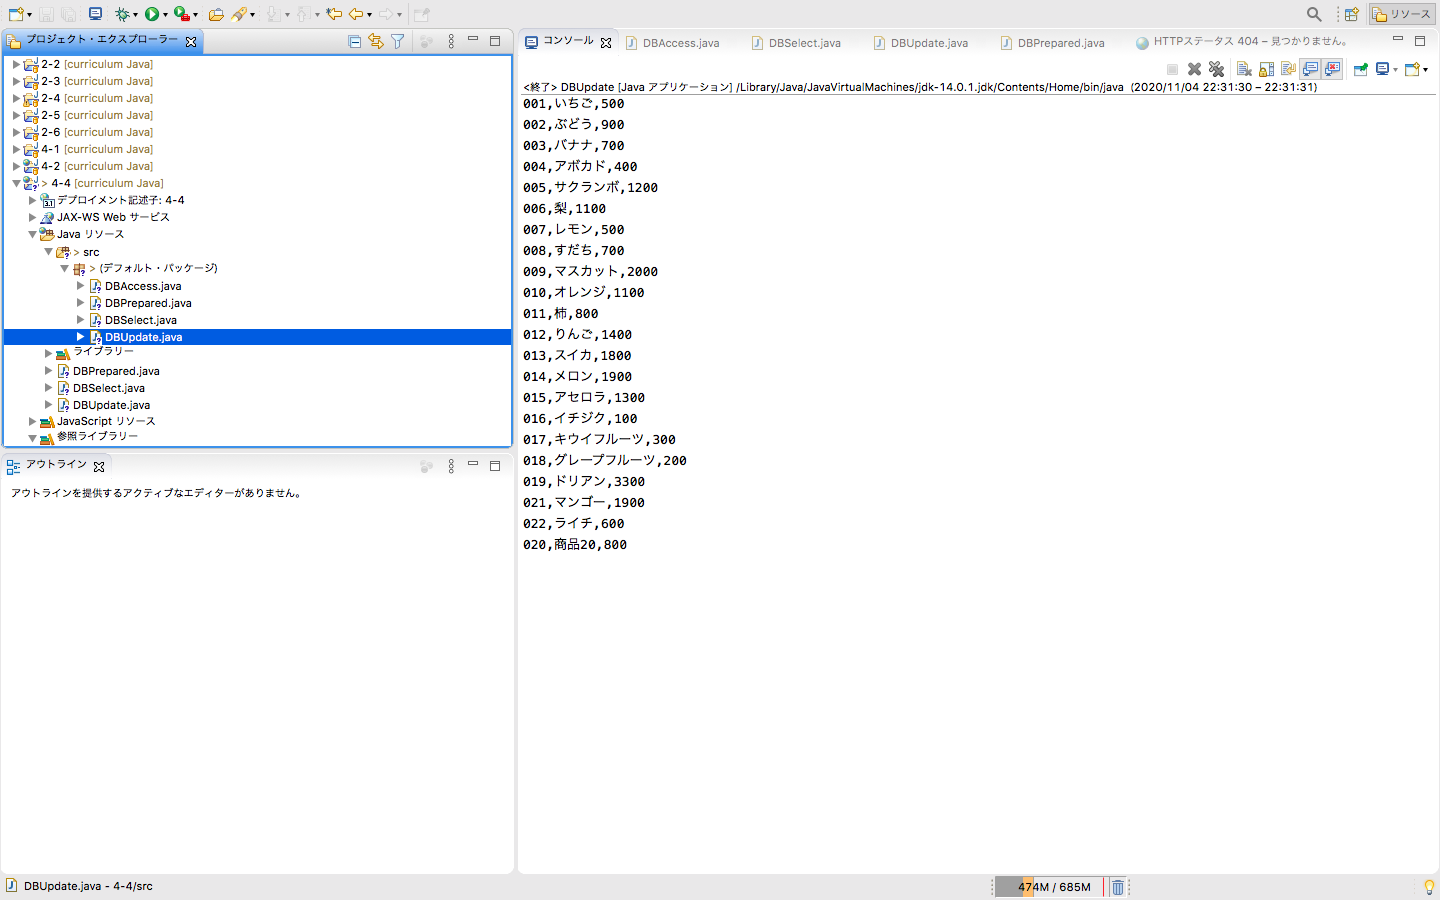 リソース
プロジェクト・エクスプローラー
2-2 [curriculum Java]
2-3 [curriculum Java]
2-4 [curriculum Java]
2-5 [curriculum Java]
2-6 [curriculum Java]
4-1 [curriculum Java]
4-2 [curriculum Java]
> 4-4 [curriculum Java]
デプロイメント記述子: 4-4
JAX-WS Web サービス
Java リソース
> src
> (デフォルト・パッケージ)
DBAccess.java
DBPrepared.java
DBSelect.java
DBUpdate.java
ライブラリー
DBPrepared.java
DBSelect.java
DBUpdate.java
JavaScript リソース
参照ライブラリー
アウトライン
アウトラインを提供するアクティブなエディターがありません。
コンソール DBAccess.java DBSelect.java DBUpdate.java DBPrepared.java HTTPステータス 404 – 見つかりません。
<終了> DBUpdate [Java アプリケーション] /Library/Java/JavaVirtualMachines/jdk-14.0.1.jdk/Contents/Home/bin/java (2020/11/04 22:31:30 – 22:31:31)
001,いちご,500
002,ぶどう,900
003,バナナ,700
004,アボカド,400
005,サクランボ,1200
006,梨,1100
007,レモン,500
008,すだち,700
009,マスカット,2000
010,オレンジ,1100
011,柿,800
012,りんご,1400
013,スイカ,1800
014,メロン,1900
015,アセロラ,1300
016,イチジク,100
017,キウイフルーツ,300
018,グレープフルーツ,200
019,ドリアン,3300
021,マンゴー,1900
022,ライチ,600
020,商品20,800
DBUpdate.java - 4-4/src
474M / 685M